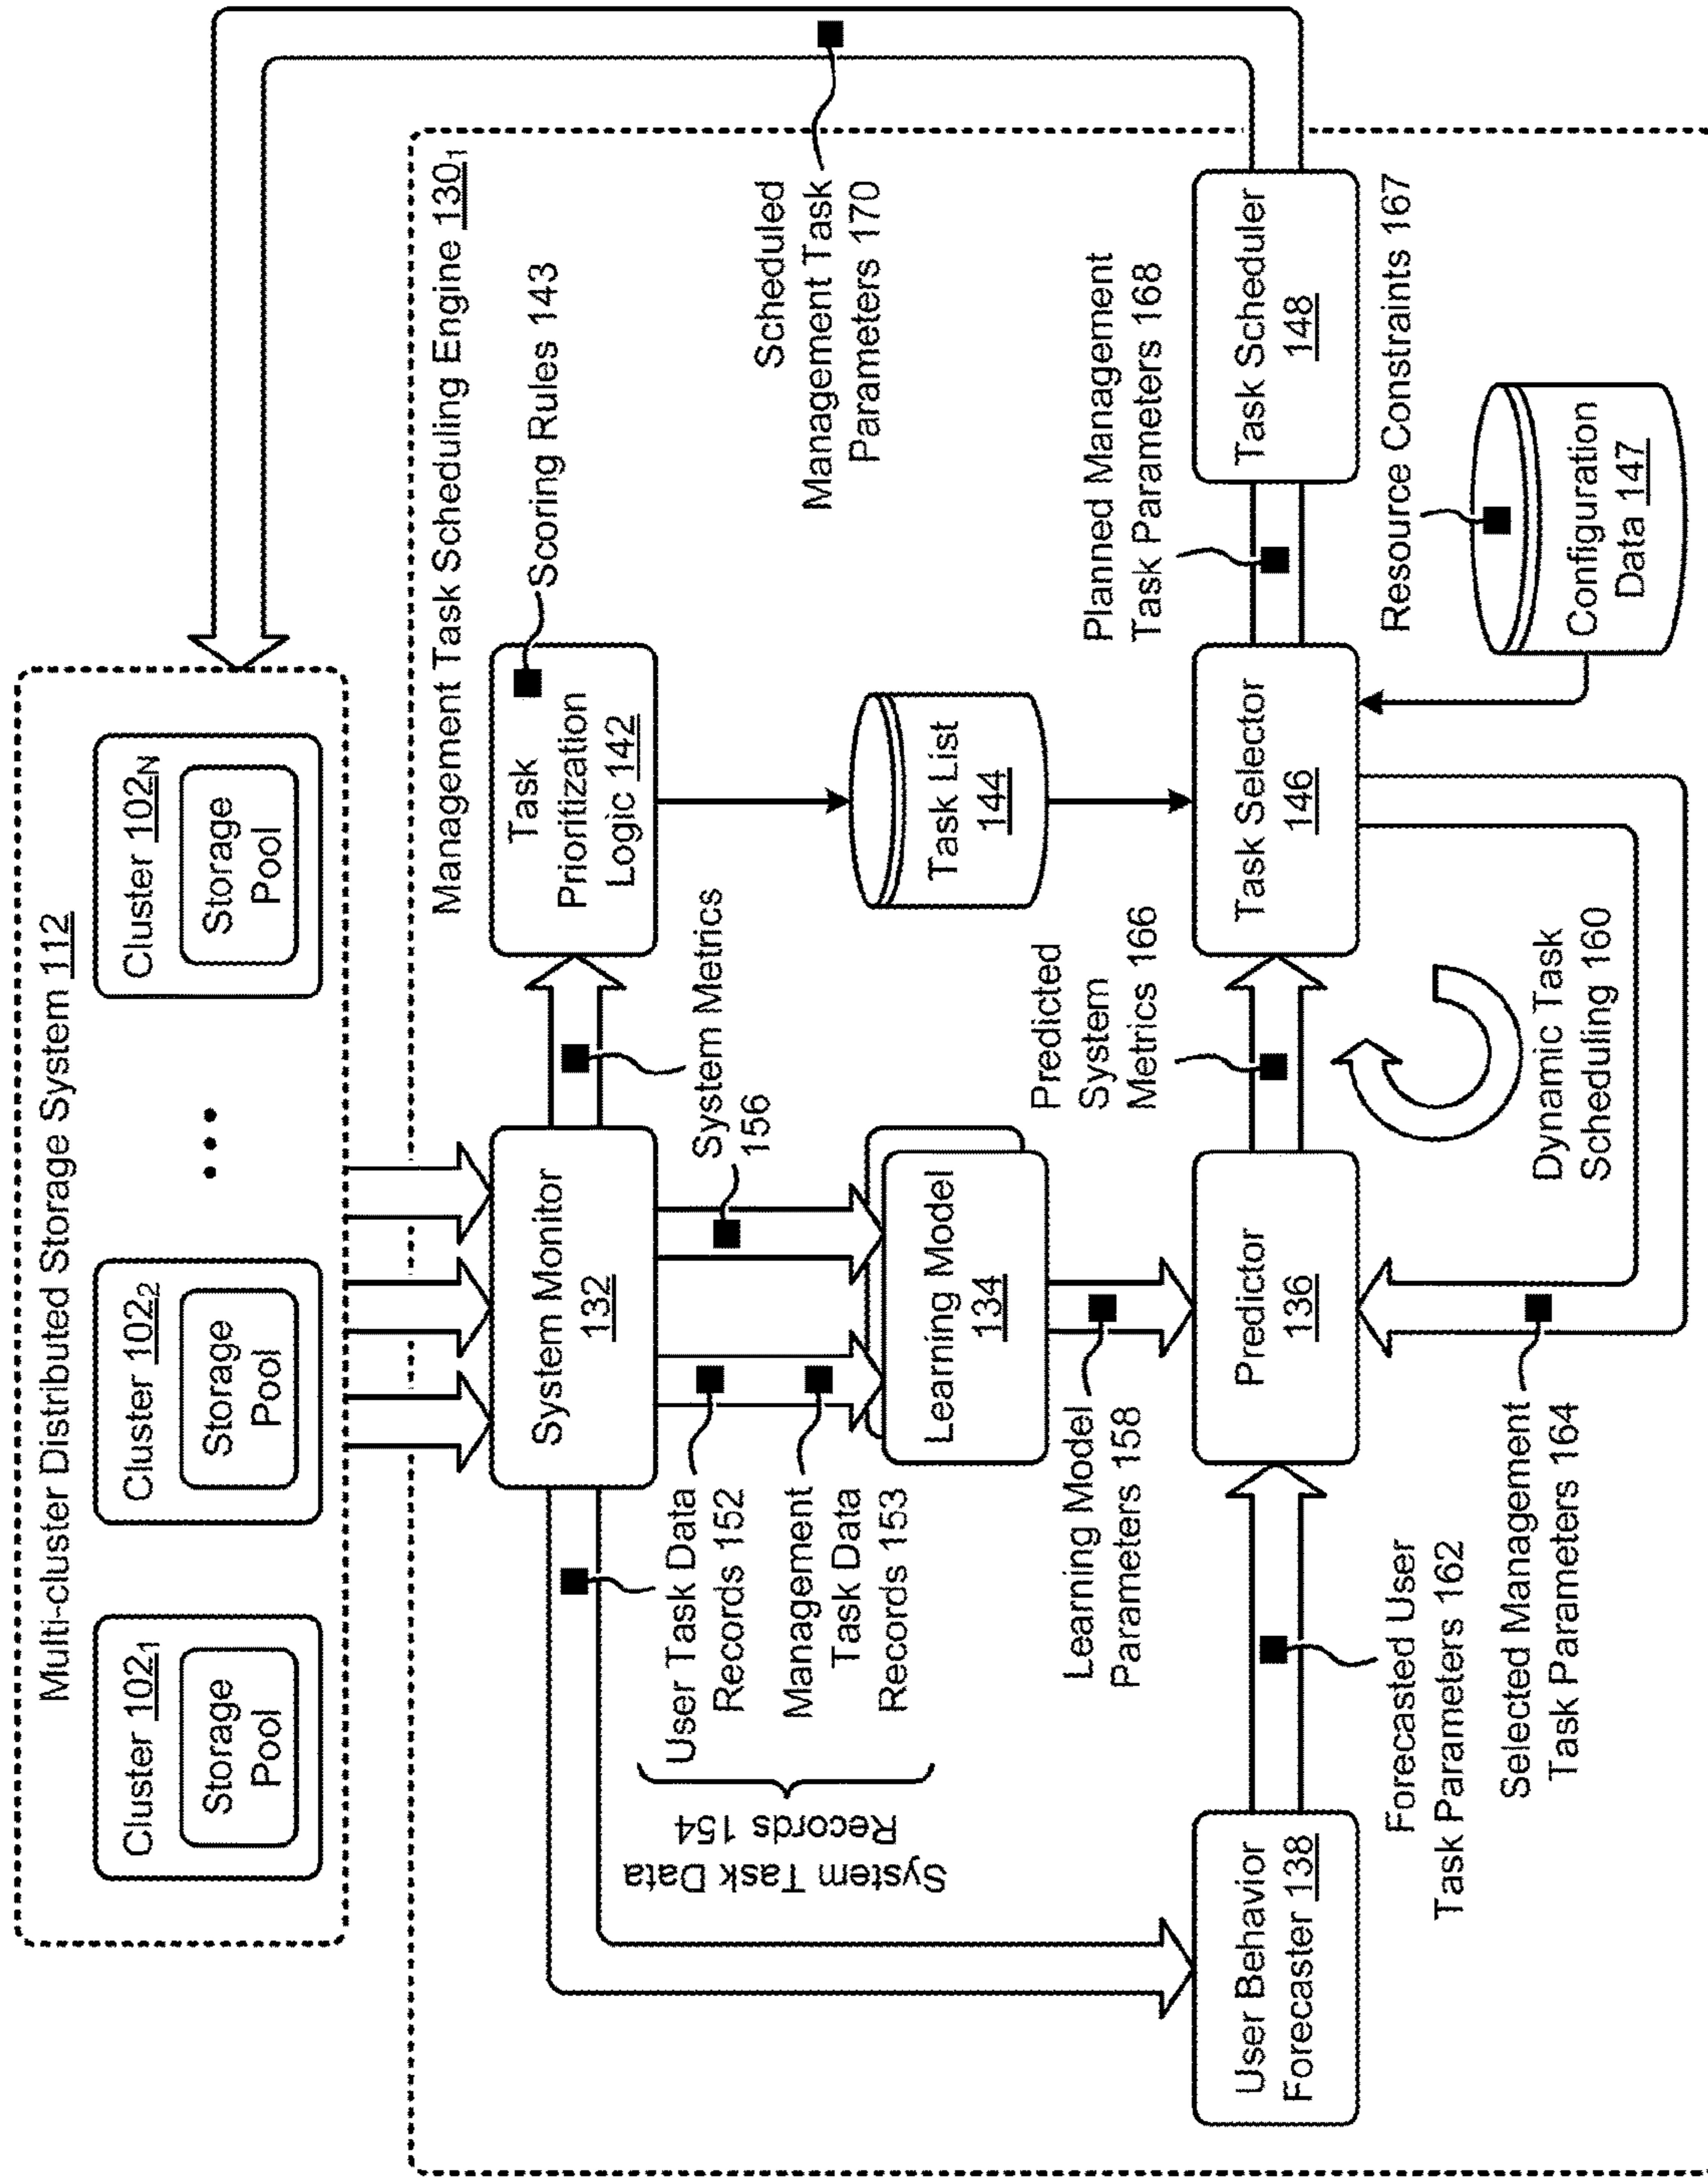 Multi-cluster Distributed Storage System 112
Cluster 102₁
Storage
Pool
Cluster 102₂
Storage
Pool
• • •
Cluster 102N
Storage
Pool
Management Task Scheduling Engine 130₁
System Monitor
132
System Metrics
156
Task
Prioritization
Logic 142
Scoring Rules 143
Scheduled
Management Task
Parameters 170
User Task Data
Records 152
Management
Task Data
Records 153
System Task Data
Records 154
Learning Model
134
Task List
144
Learning Model
Parameters 158
Predicted
System
Metrics 166
Planned Management
Task Parameters 168
User Behavior
Forecaster 138
Predictor
136
Task Selector
146
Task Scheduler
148
Forecasted User
Task Parameters 162
Selected Management
Task Parameters 164
Dynamic Task
Scheduling 160
Resource Constraints 167
Configuration
Data 147